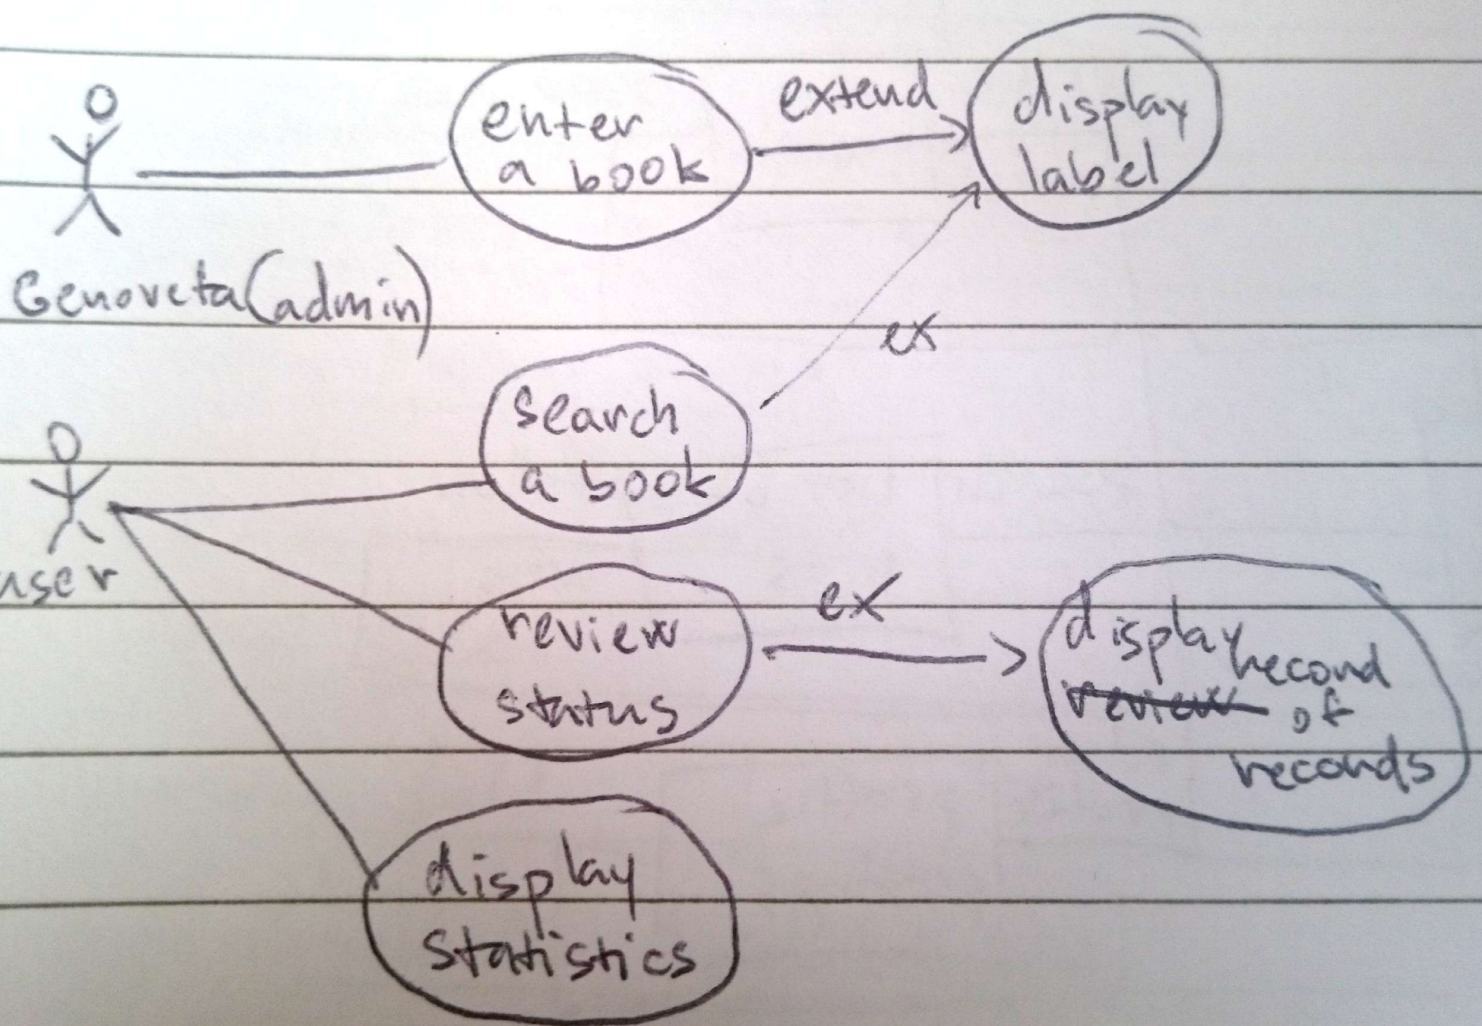 enter
a book
extend
display
label
Genoveta(admin)
ex
search
a book
user
review
status
ex
display
record
review of
records
display
statistics